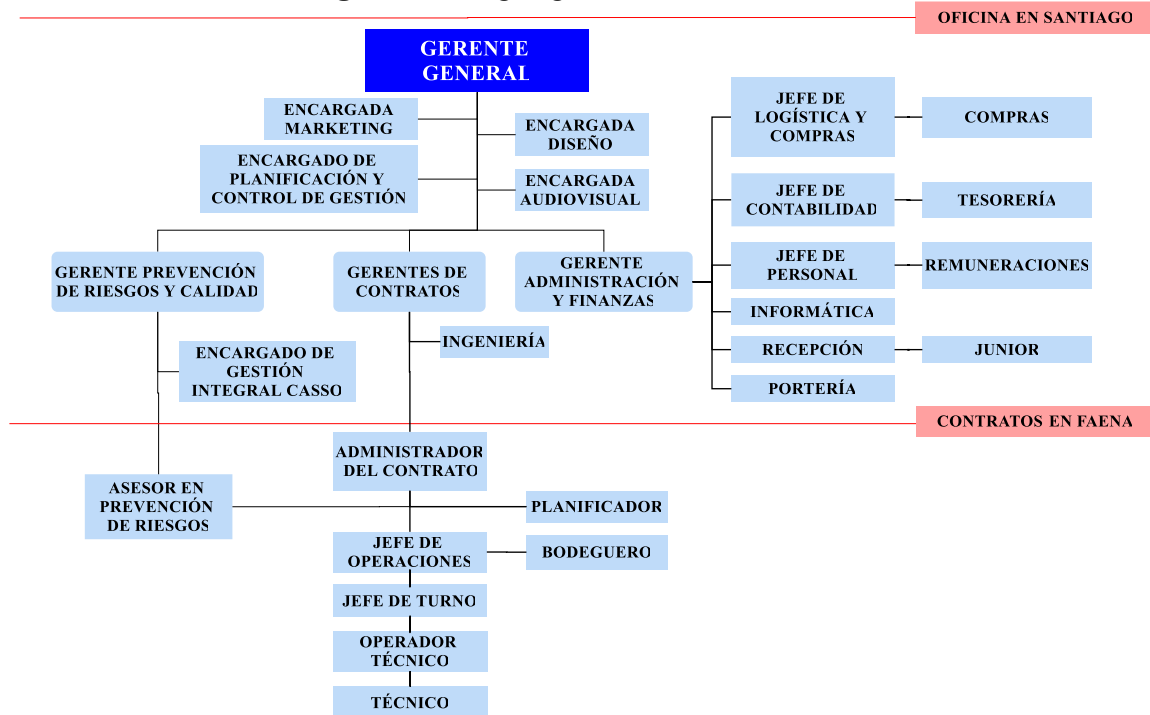 OFICINA EN SANTIAGO
GERENTE
GENERAL
ENCARGADA
MARKETING
ENCARGADA
DISEÑO
ENCARGADO DE
PLANIFICACIÓN Y
CONTROL DE GESTIÓN
ENCARGADA
AUDIOVISUAL
GERENTE PREVENCIÓN
DE RIESGOS Y CALIDAD
GERENTES DE
CONTRATOS
GERENTE
ADMINISTRACIÓN
Y FINANZAS
JEFE DE
LOGÍSTICA Y
COMPRAS
COMPRAS
JEFE DE
CONTABILIDAD
TESORERÍA
JEFE DE
PERSONAL
REMUNERACIONES
INFORMÁTICA
RECEPCIÓN
JUNIOR
PORTERÍA
INGENIERÍA
ENCARGADO DE
GESTIÓN
INTEGRAL CASSO
CONTRATOS EN FAENA
ADMINISTRADOR
DEL CONTRATO
ASESOR EN
PREVENCIÓN
DE RIESGOS
PLANIFICADOR
JEFE DE
OPERACIONES
BODEGUERO
JEFE DE TURNO
OPERADOR
TÉCNICO
TÉCNICO